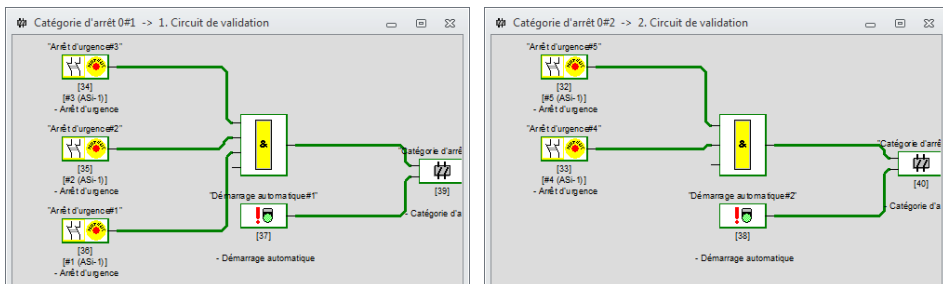 Catégorie d'arrêt 0#1 -> 1. Circuit de validation
"Arrêt d'urgence#3"
[34]
[#3 (ASi-1)]
- Arrêt d'urgence
"Arrêt d'urgence#2"
[35]
[#2 (ASi-1)]
- Arrêt d'urgence
"Arrêt d'urgence#1"
[36]
[#1 (ASi-1)]
- Arrêt d'urgence
&
"Démarrage automatique#1"
[37]
- Démarrage automatique
"Catégorie d'arrê
[39]
- Catégorie d'a
Catégorie d'arrêt 0#2 -> 2. Circuit de validation
"Arrêt d'urgence#5"
[32]
[#5 (ASi-1)]
- Arrêt d'urgence
"Arrêt d'urgence#4"
[33]
[#4 (ASi-1)]
- Arrêt d'urgence
&
"Démarrage automatique#2"
[38]
- Démarrage automatique
"Catégorie d'arrê
[40]
- Catégorie d'a